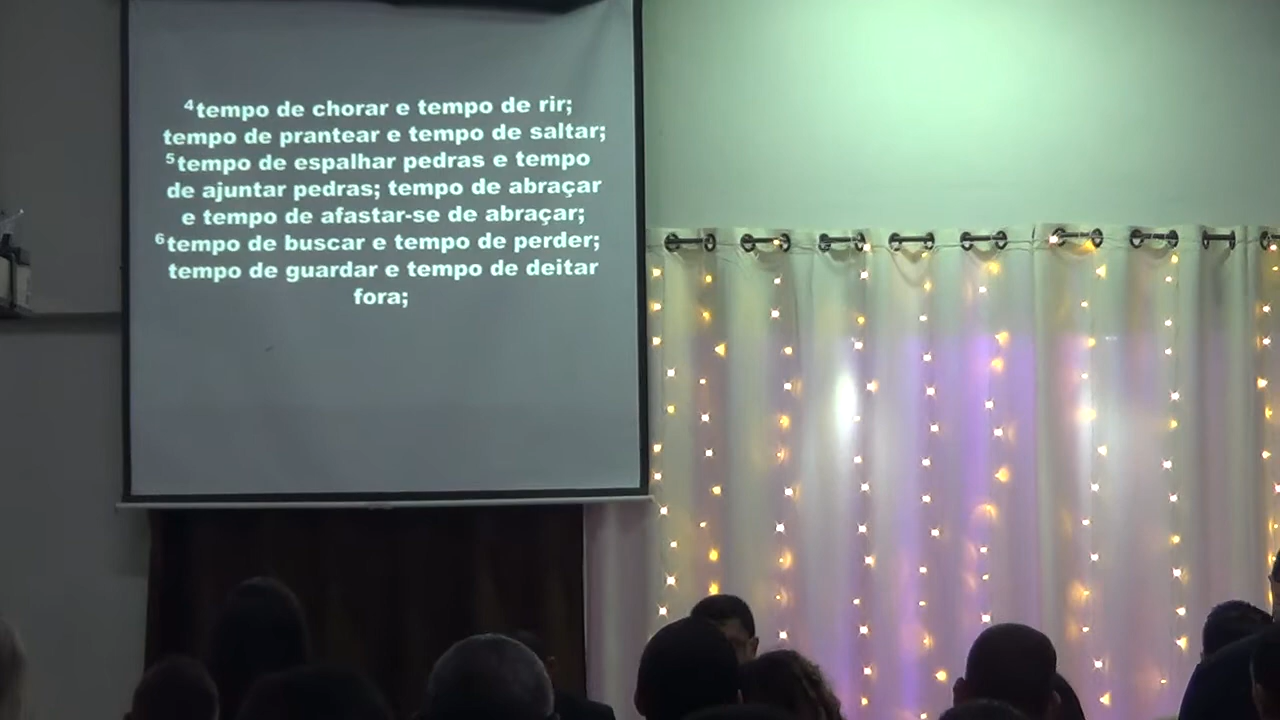 ⁴tempo de chorar e tempo de rir;
tempo de prantear e tempo de saltar;
⁵tempo de espalhar pedras e tempo
de ajuntar pedras; tempo de abraçar
e tempo de afastar-se de abraçar;
⁶tempo de buscar e tempo de perder;
tempo de guardar e tempo de deitar
fora;